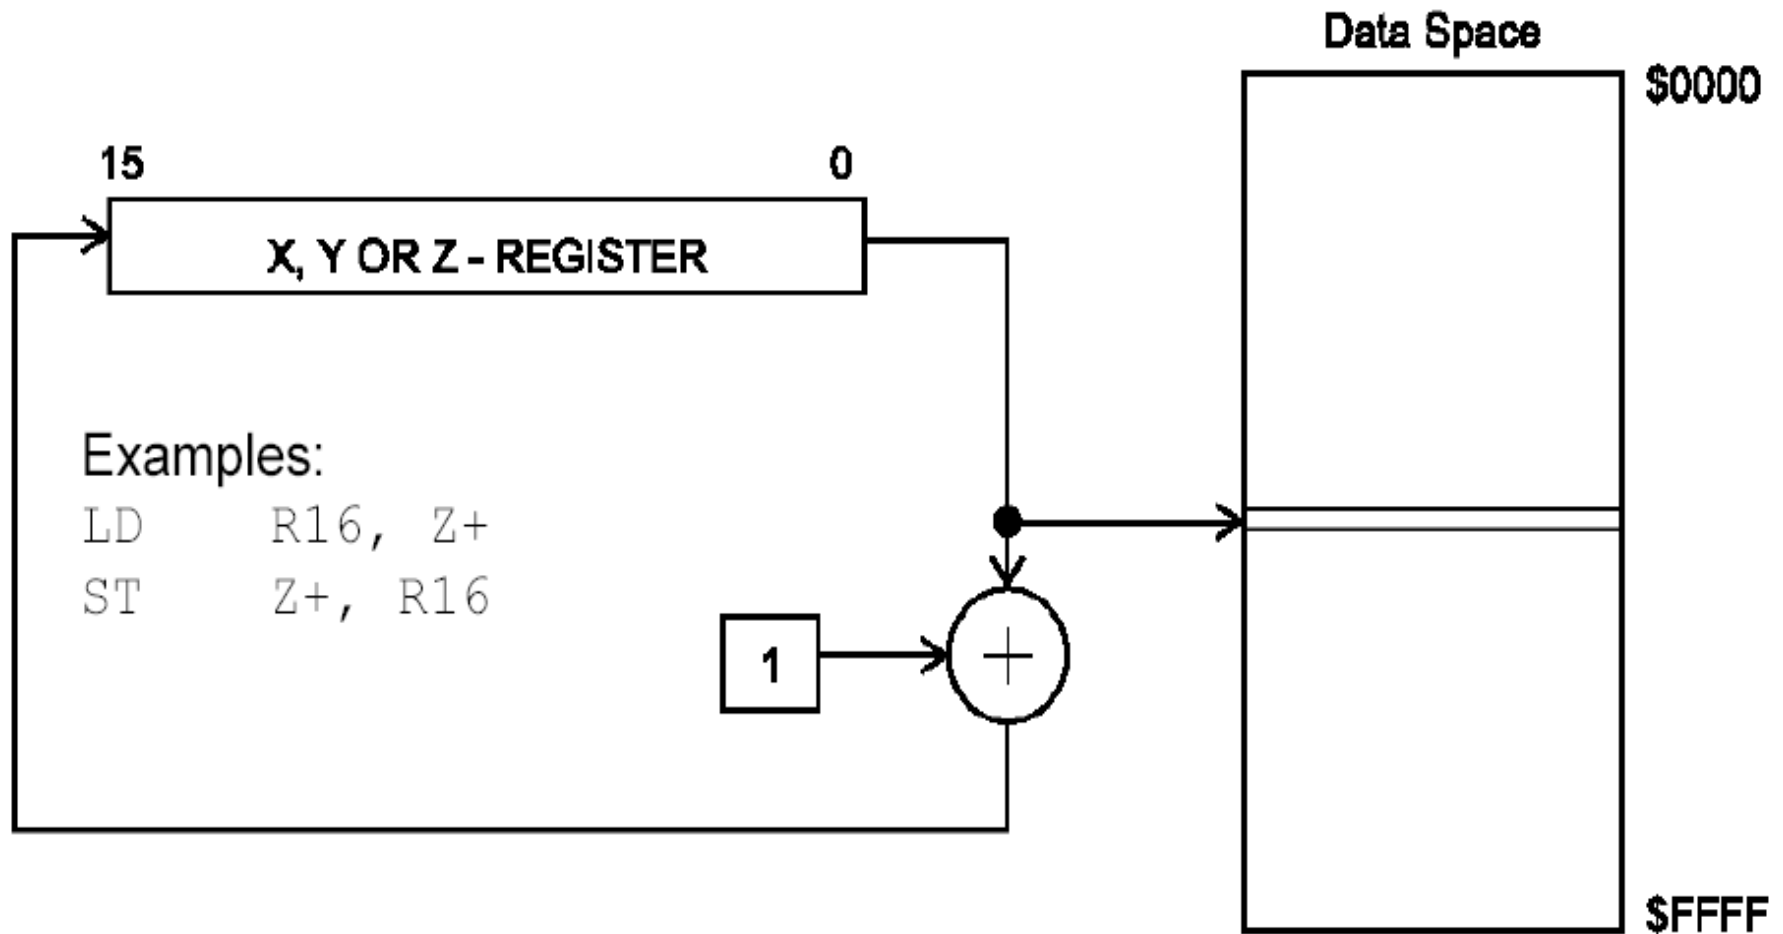 Data Space
$0000
15 0
X, Y OR Z - REGISTER
Examples:
LD R16, Z+
ST Z+, R16
1
+
$FFFF